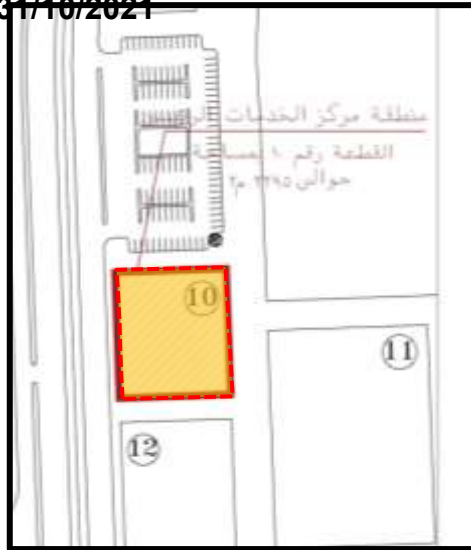 31/10/2021
منطقة مركز الخدمات
القطعة رقم ١٠ بمساحة
حوالي ٢٢٩٥ م٢
10
11
12